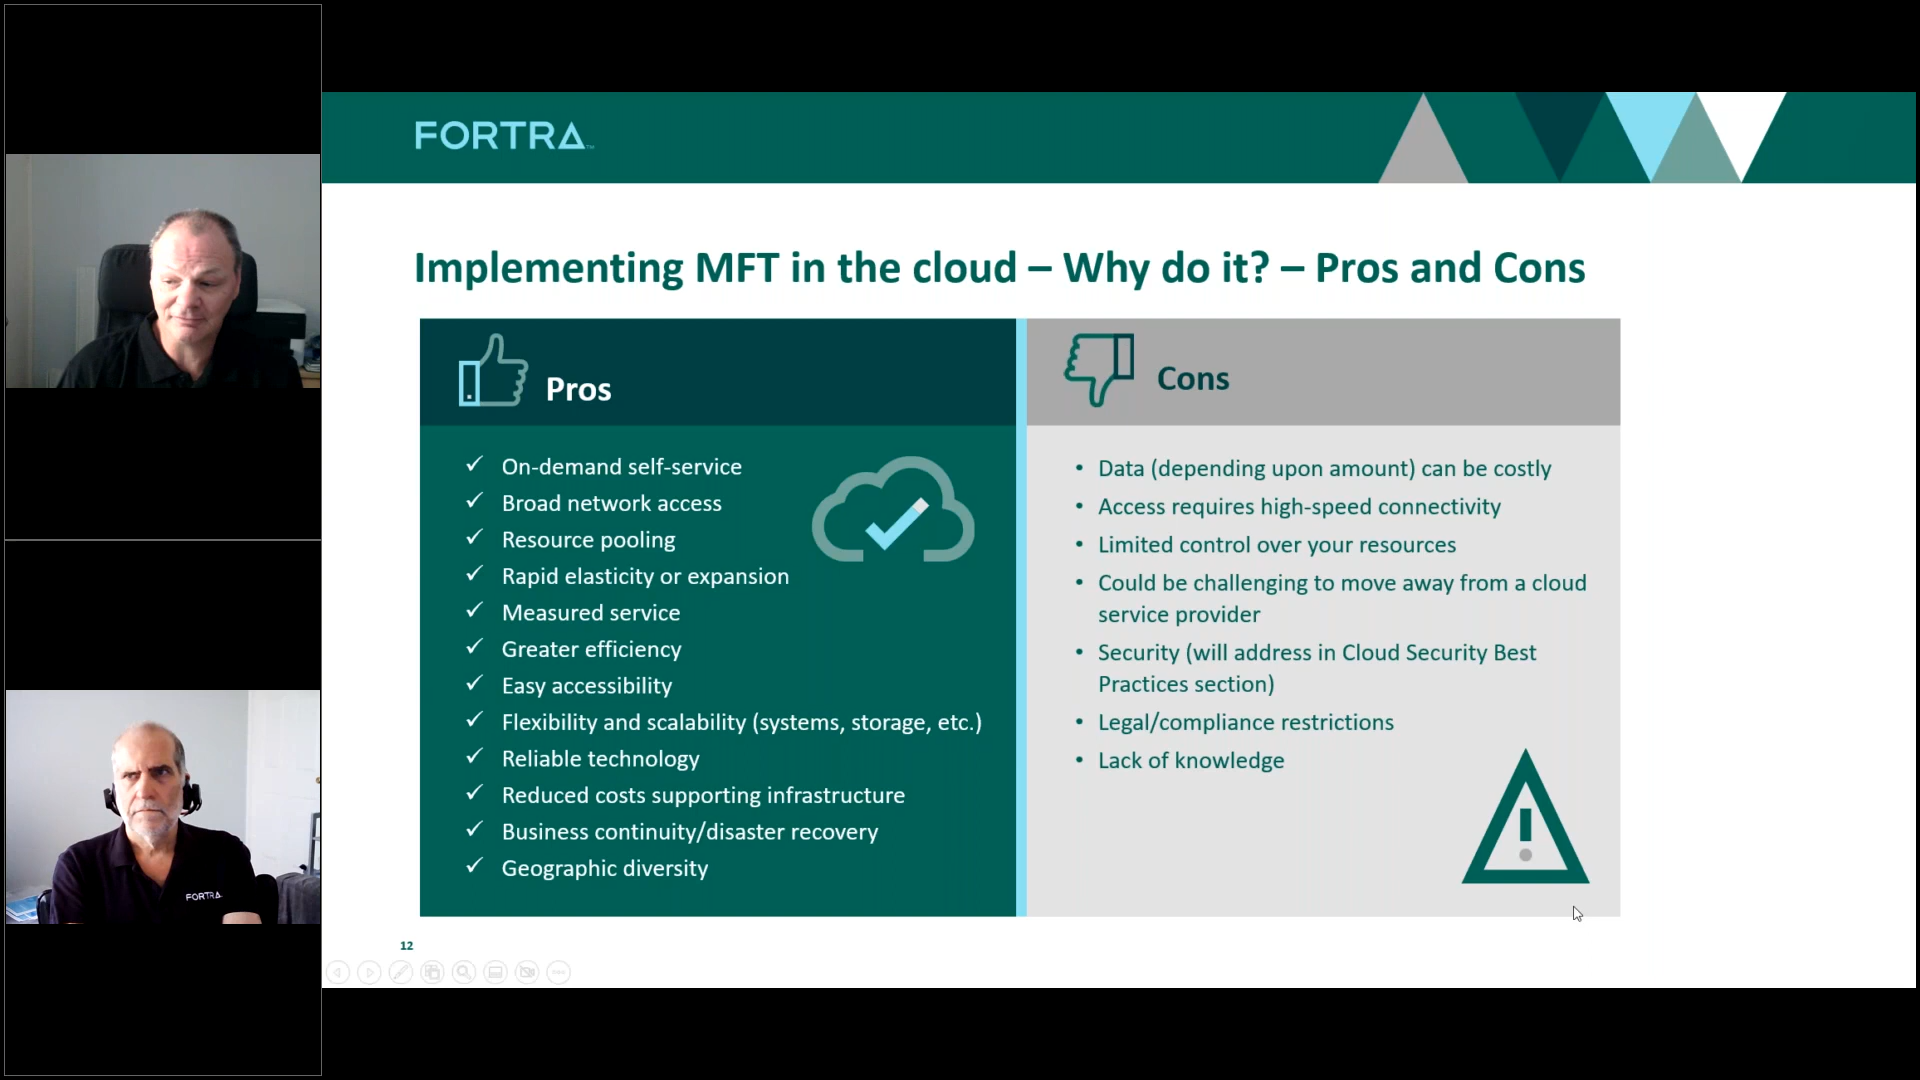 FORTRA™
Implementing MFT in the cloud – Why do it? – Pros and Cons
Pros
On-demand self-service
Broad network access
Resource pooling
Rapid elasticity or expansion
Measured service
Greater efficiency
Easy accessibility
Flexibility and scalability (systems, storage, etc.)
Reliable technology
Reduced costs supporting infrastructure
Business continuity/disaster recovery
Geographic diversity
Cons
Data (depending upon amount) can be costly
Access requires high-speed connectivity
Limited control over your resources
Could be challenging to move away from a cloud
service provider
Security (will address in Cloud Security Best
Practices section)
Legal/compliance restrictions
Lack of knowledge
12
FORTRA